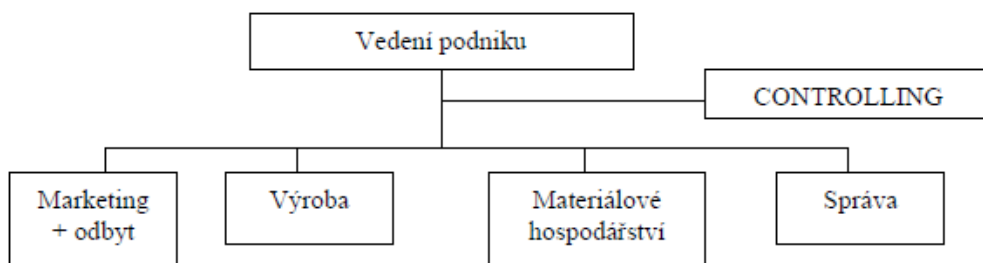 Vedení podniku
CONTROLLING
Marketing
+ odbyt
Výroba
Materiálové
hospodářství
Správa